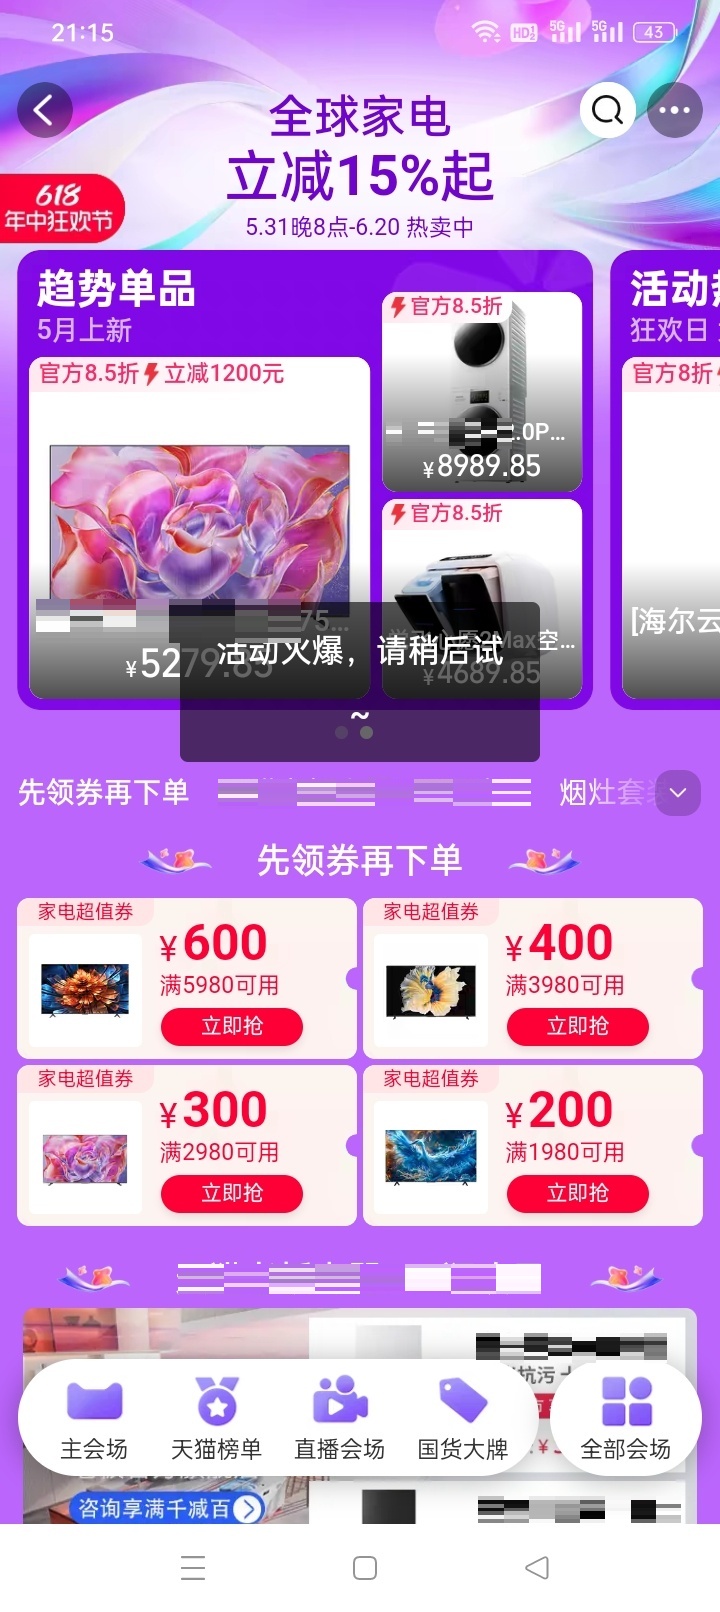 21:15
HD
5G
5G
43
全球家电
立减15%起
618
年中狂欢节
5.31晚8点-6.20 热卖中
趋势单品
5月上新
官方8.5折 立减1200元
75...
¥5279.85
官方8.5折
2.0P...
¥8989.85
官方8.5折
Max空...
¥4689.85
活动
狂欢日
官方8折
[海尔云
活动火爆，请稍后试
~
先领券再下单
烟灶套装
先领券再下单
家电超值券
¥600
满5980可用
立即抢
家电超值券
¥400
满3980可用
立即抢
家电超值券
¥300
满2980可用
立即抢
家电超值券
¥200
满1980可用
立即抢
抗污
主会场
天猫榜单
直播会场
国货大牌
全部会场
咨询享满千减百